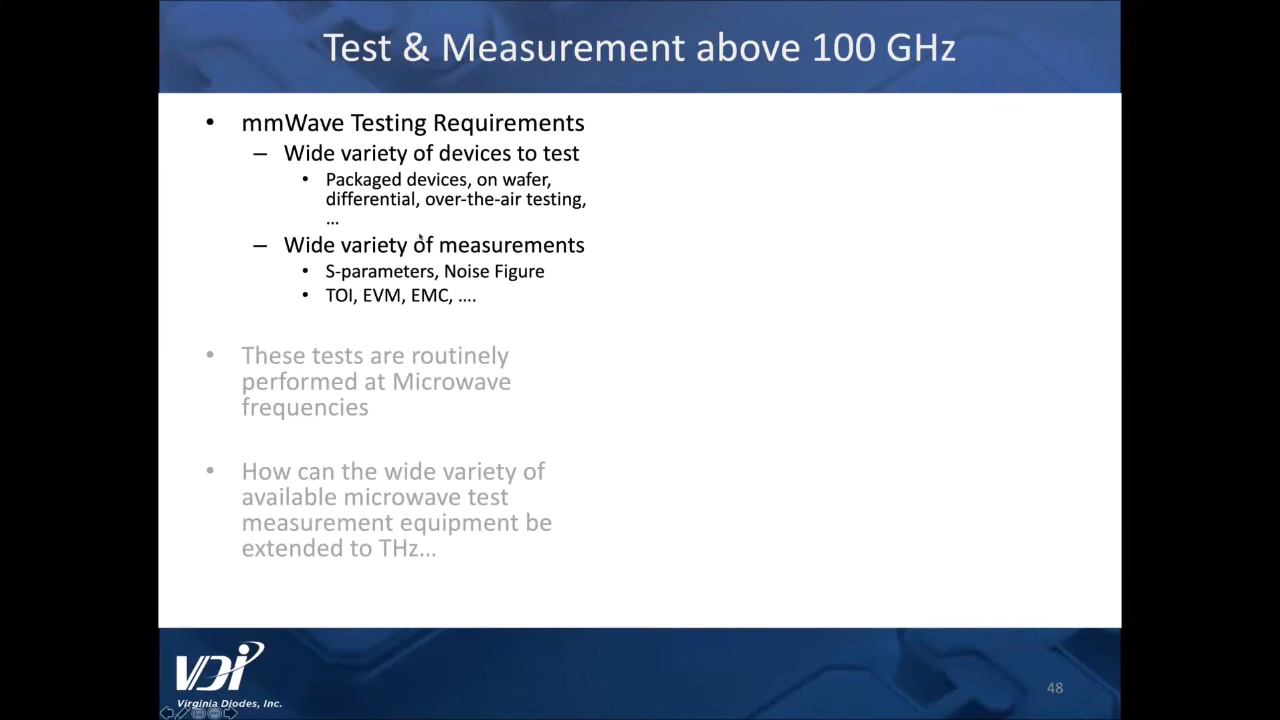 Test & Measurement above 100 GHz
• mmWave Testing Requirements
– Wide variety of devices to test
• Packaged devices, on wafer,
differential, over-the-air testing,
...
– Wide variety of measurements
• S-parameters, Noise Figure
• TOI, EVM, EMC, ....
• These tests are routinely
performed at Microwave
frequencies
• How can the wide variety of
available microwave test
measurement equipment be
extended to THz...
VDI
Virginia Diodes, Inc.
48